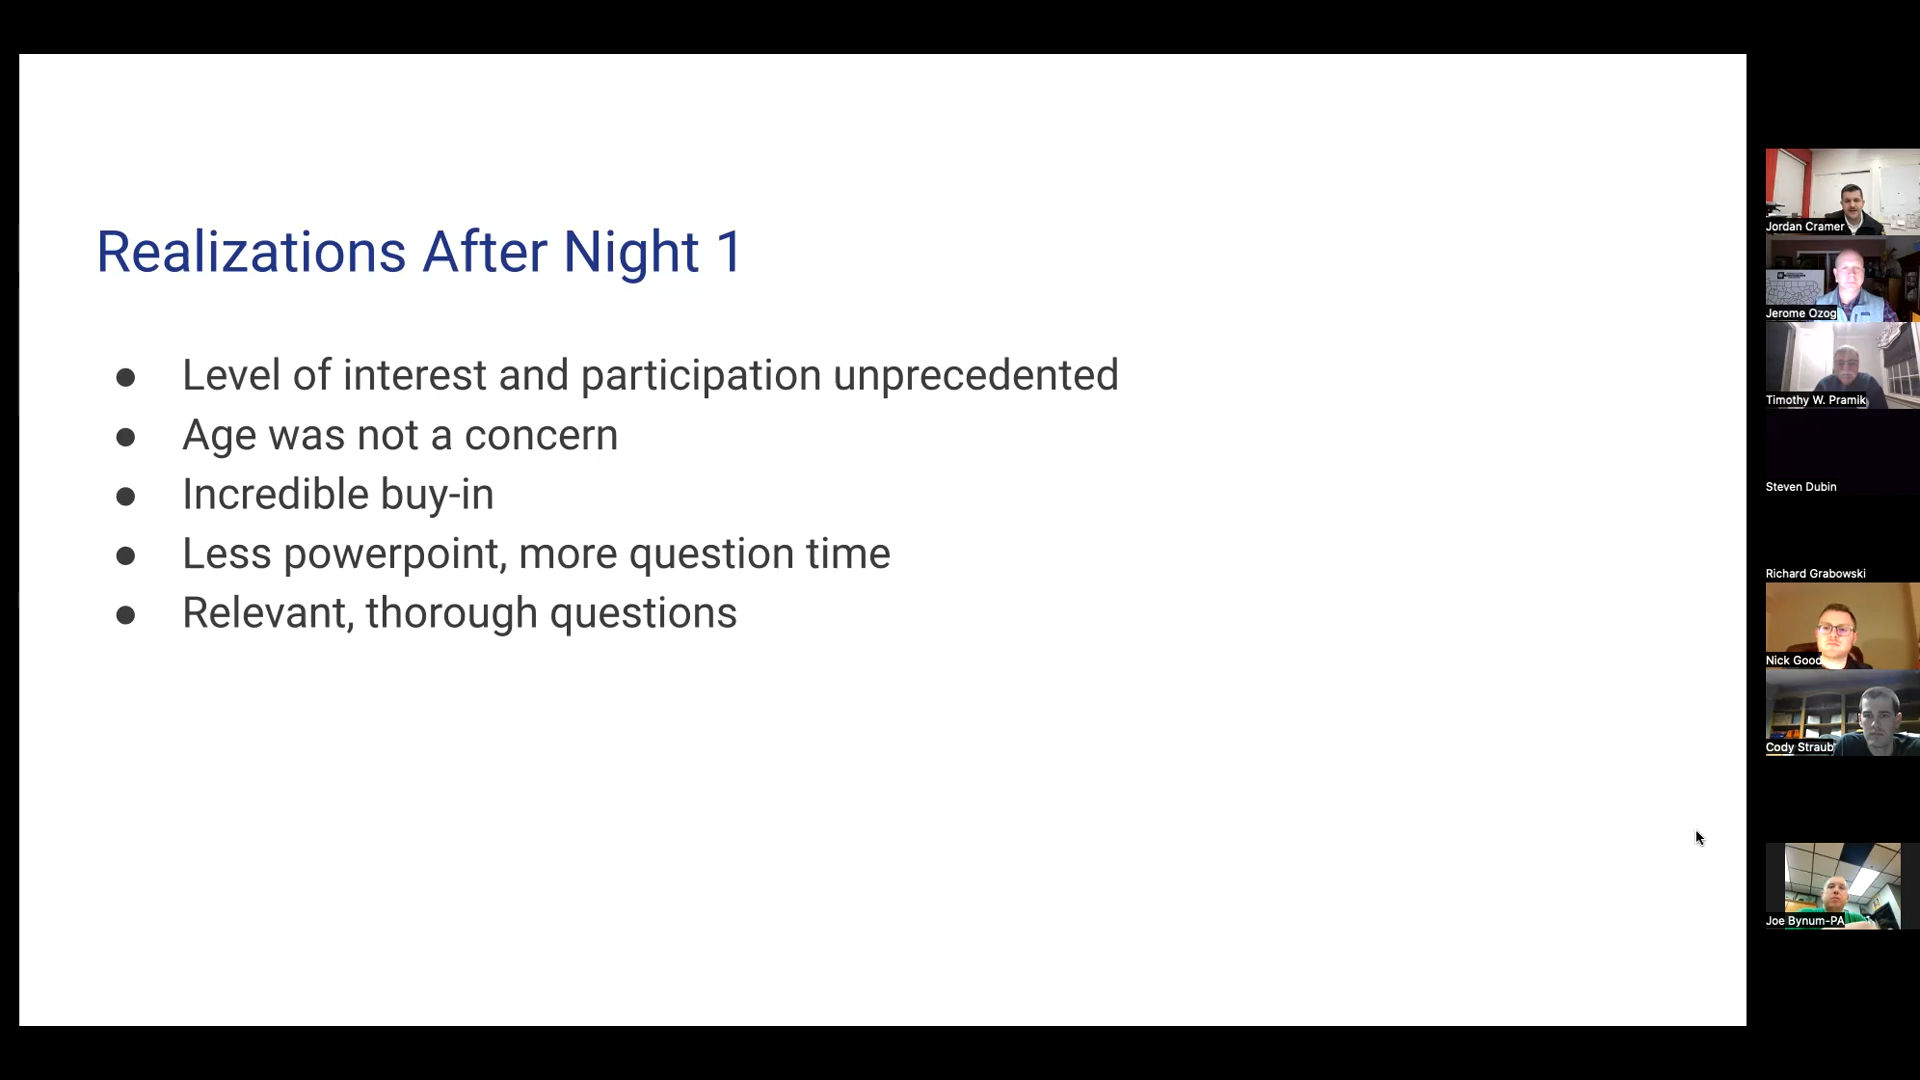 Realizations After Night 1
● Level of interest and participation unprecedented
● Age was not a concern
● Incredible buy-in
● Less powerpoint, more question time
● Relevant, thorough questions
Jordan Cramer
Jerome Ozog
Timothy W. Pramik
Steven Dubin
Richard Grabowski
Nick Good
Cody Straub
Joe Bynum-PA